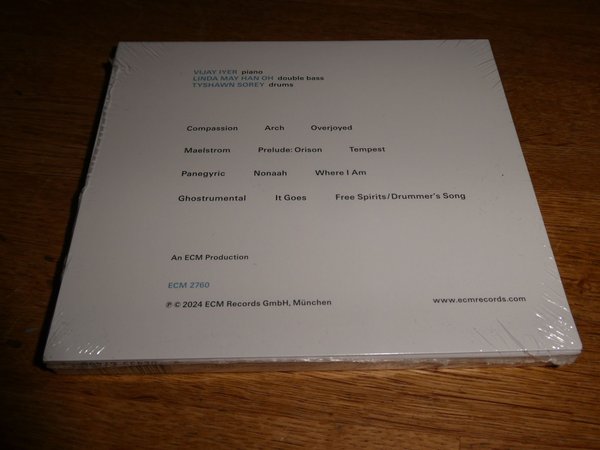 VIJAY IYER piano
LINDA MAY HAN OH double bass
TYSHAWN SOREY drums
Compassion Arch Overjoyed
Maelstrom Prelude: Orison Tempest
Panegyric Nonaah Where I Am
Ghostrumental It Goes Free Spirits/Drummer's Song
An ECM Production
ECM 2760
℗ © 2024 ECM Records GmbH, München www.ecmrecords.com